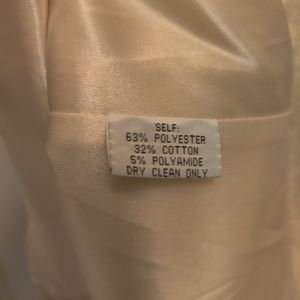 SELF:
63% POLYESTER
32% COTTON
5% POLYAMIDE
DRY CLEAN ONLY